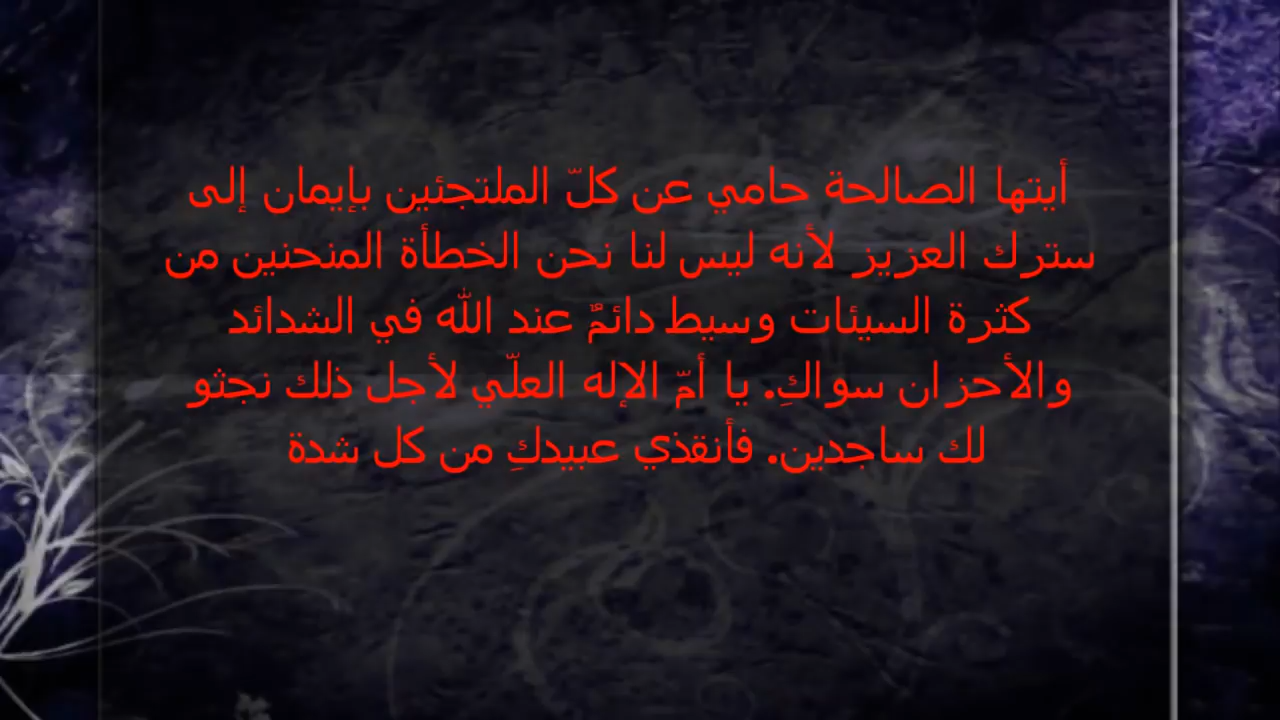 أيتها الصالحة حامي عن كلّ الملتجئين بإيمان إلى
سترك العزيز لأنه ليس لنا نحن الخطأة المنحنين من
كثرة السيئات وسيط دائمٌ عند الله في الشدائد
والأحزان سواكِ. يا أمّ الإله العلّي لأجل ذلك نجثو
لك ساجدين. فأنقذي عبيدكِ من كل شدة